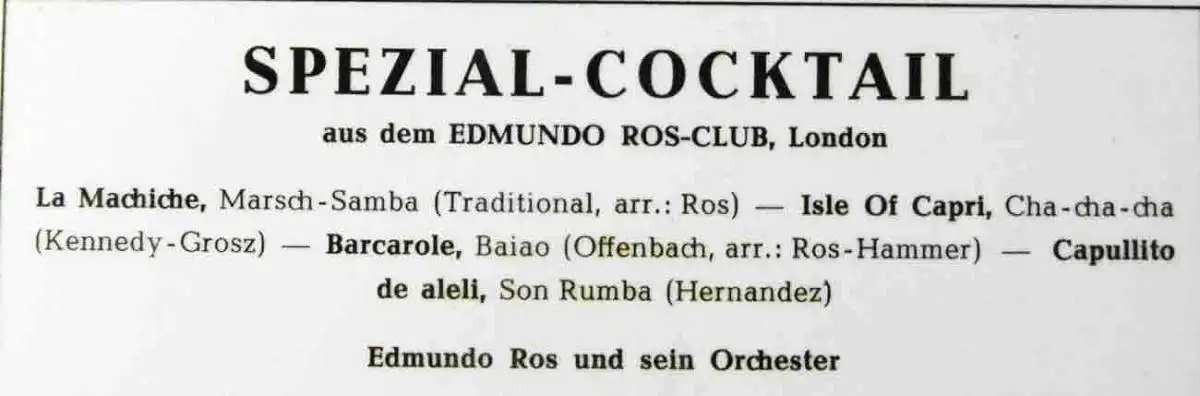 SPEZIAL-COCKTAIL
aus dem EDMUNDO ROS-CLUB, London
La Machiche, Marsch-Samba (Traditional, arr.: Ros) — Isle Of Capri, Cha-cha-cha
(Kennedy-Grosz) — Barcarole, Baiao (Offenbach, arr.: Ros-Hammer) — Capullito
de aleli, Son Rumba (Hernandez)
Edmundo Ros und sein Orchester